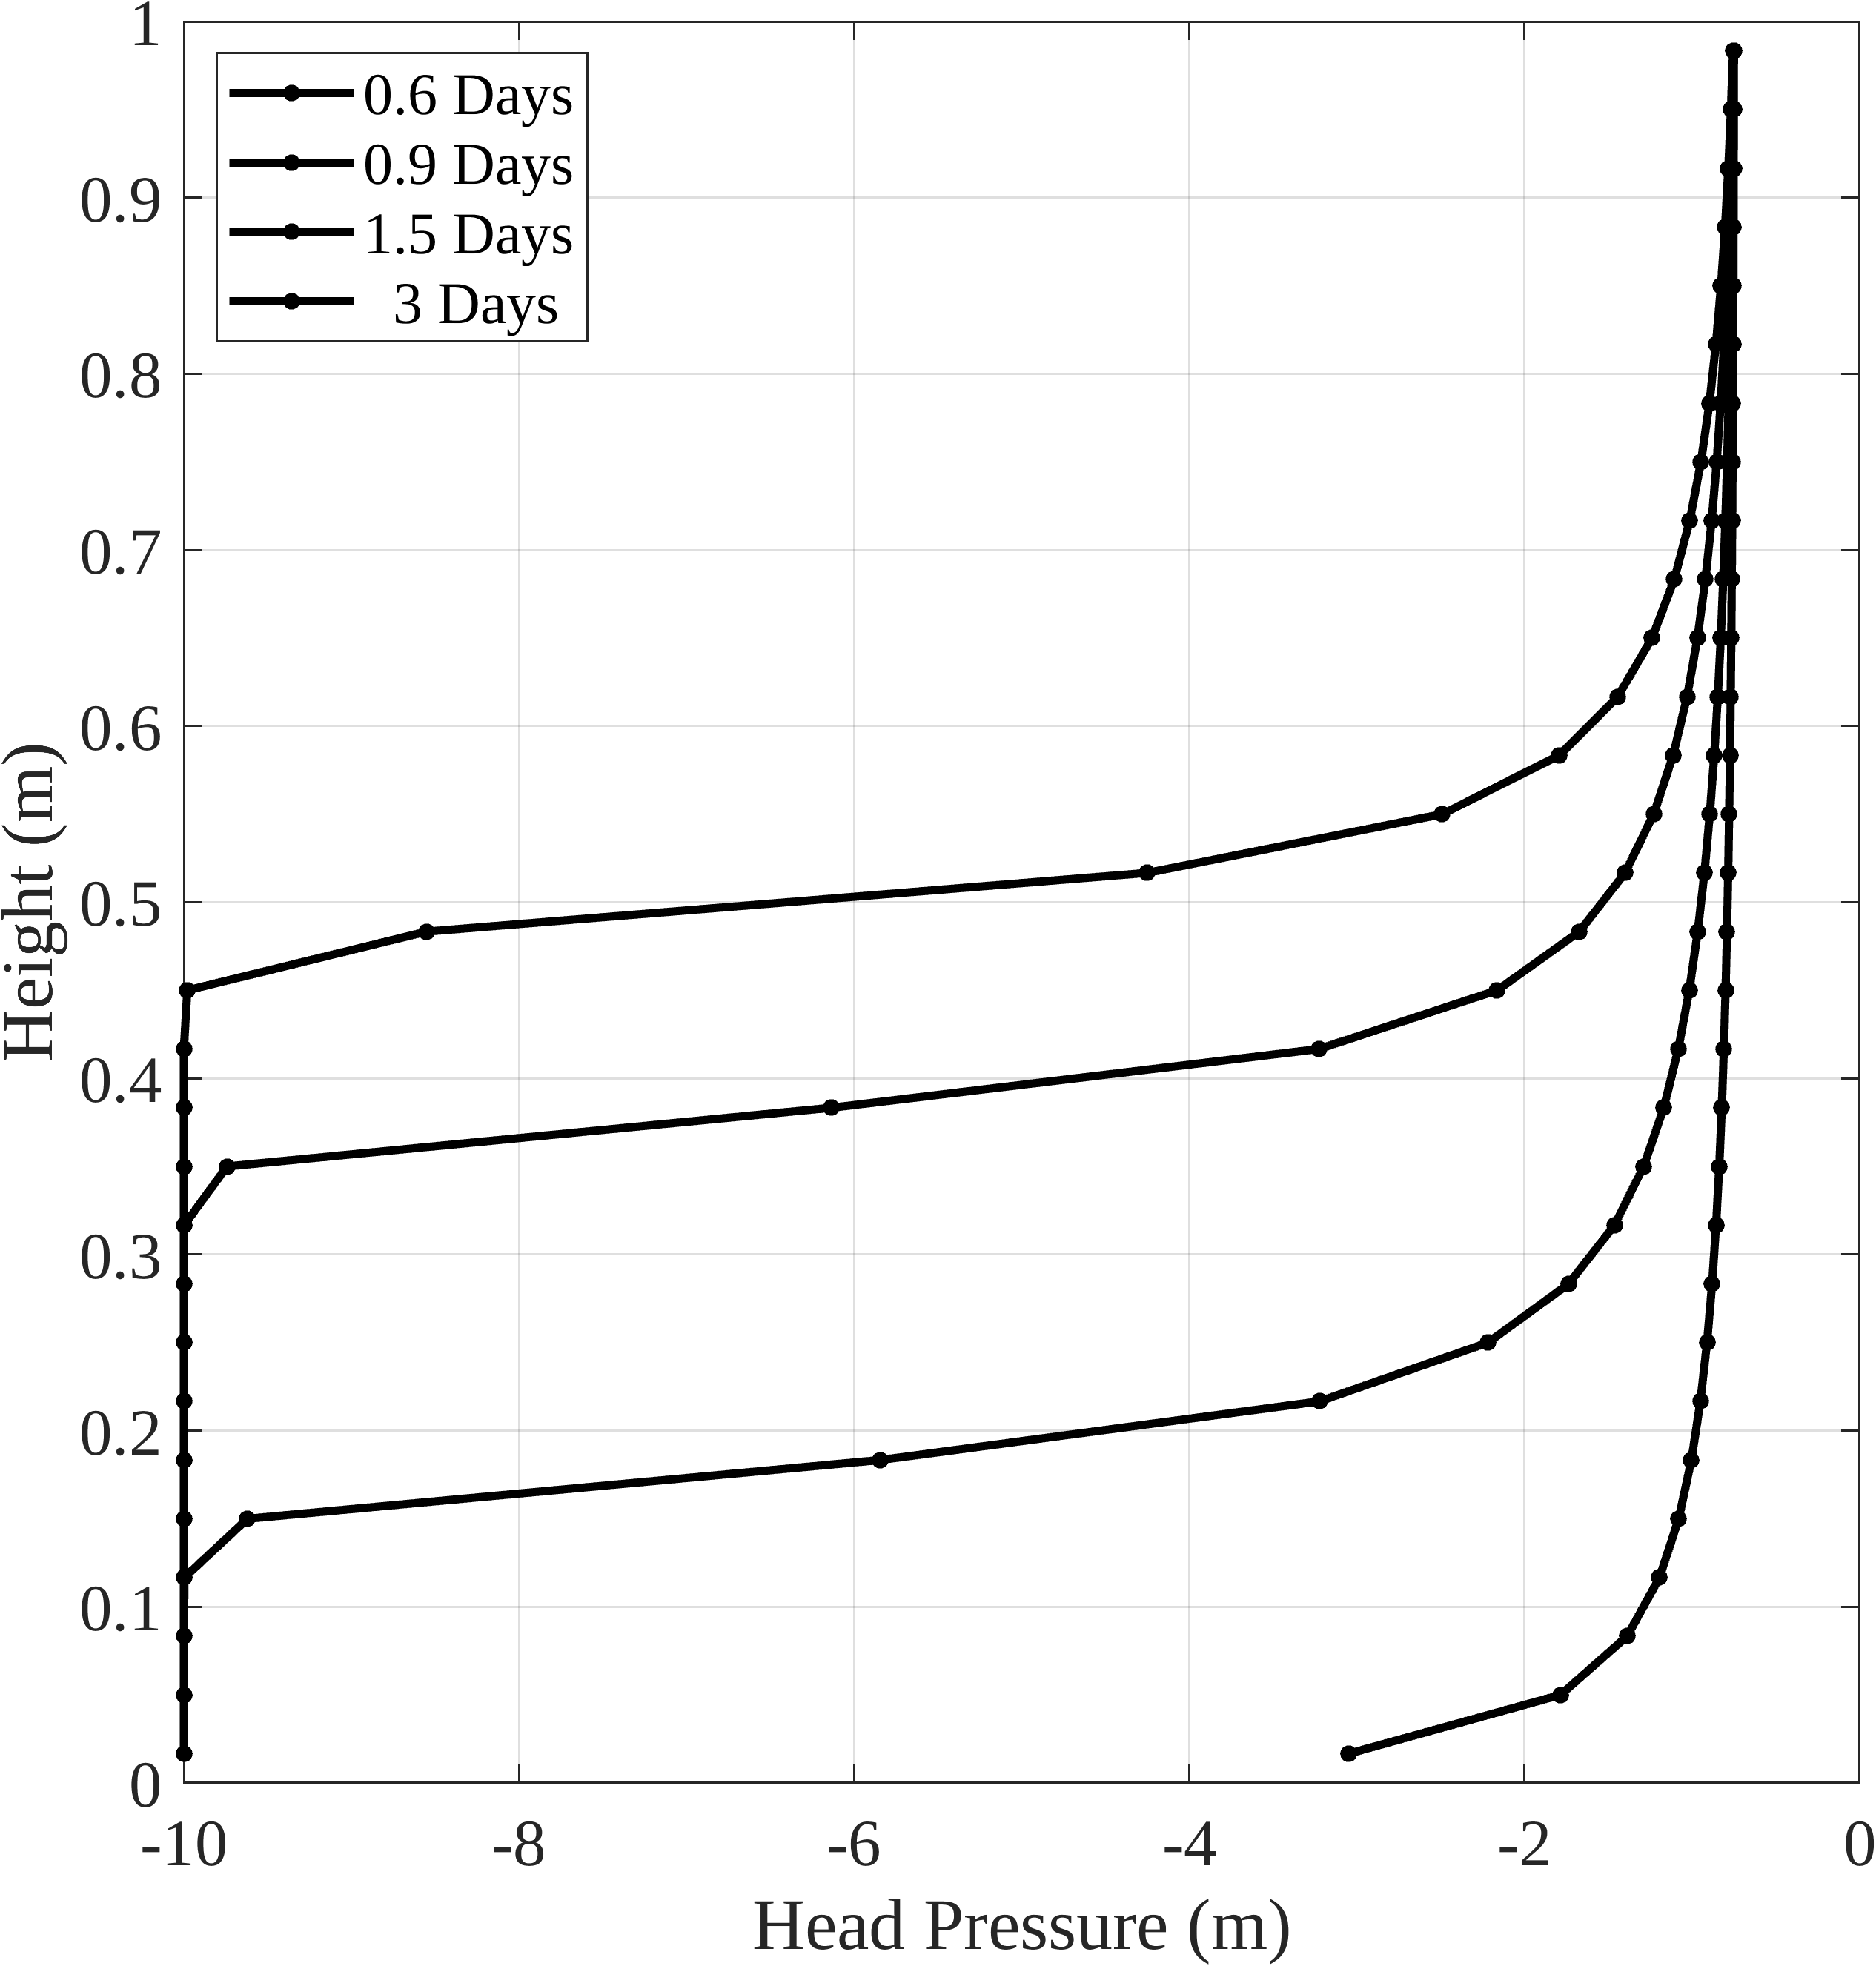 0.6 Days
0.9 Days
1.5 Days
3 Days
1
0.9
0.8
0.7
0.6
0.5
0.4
0.3
0.2
0.1
0
Height (m)
-10 -8 -6 -4 -2 0
Head Pressure (m)